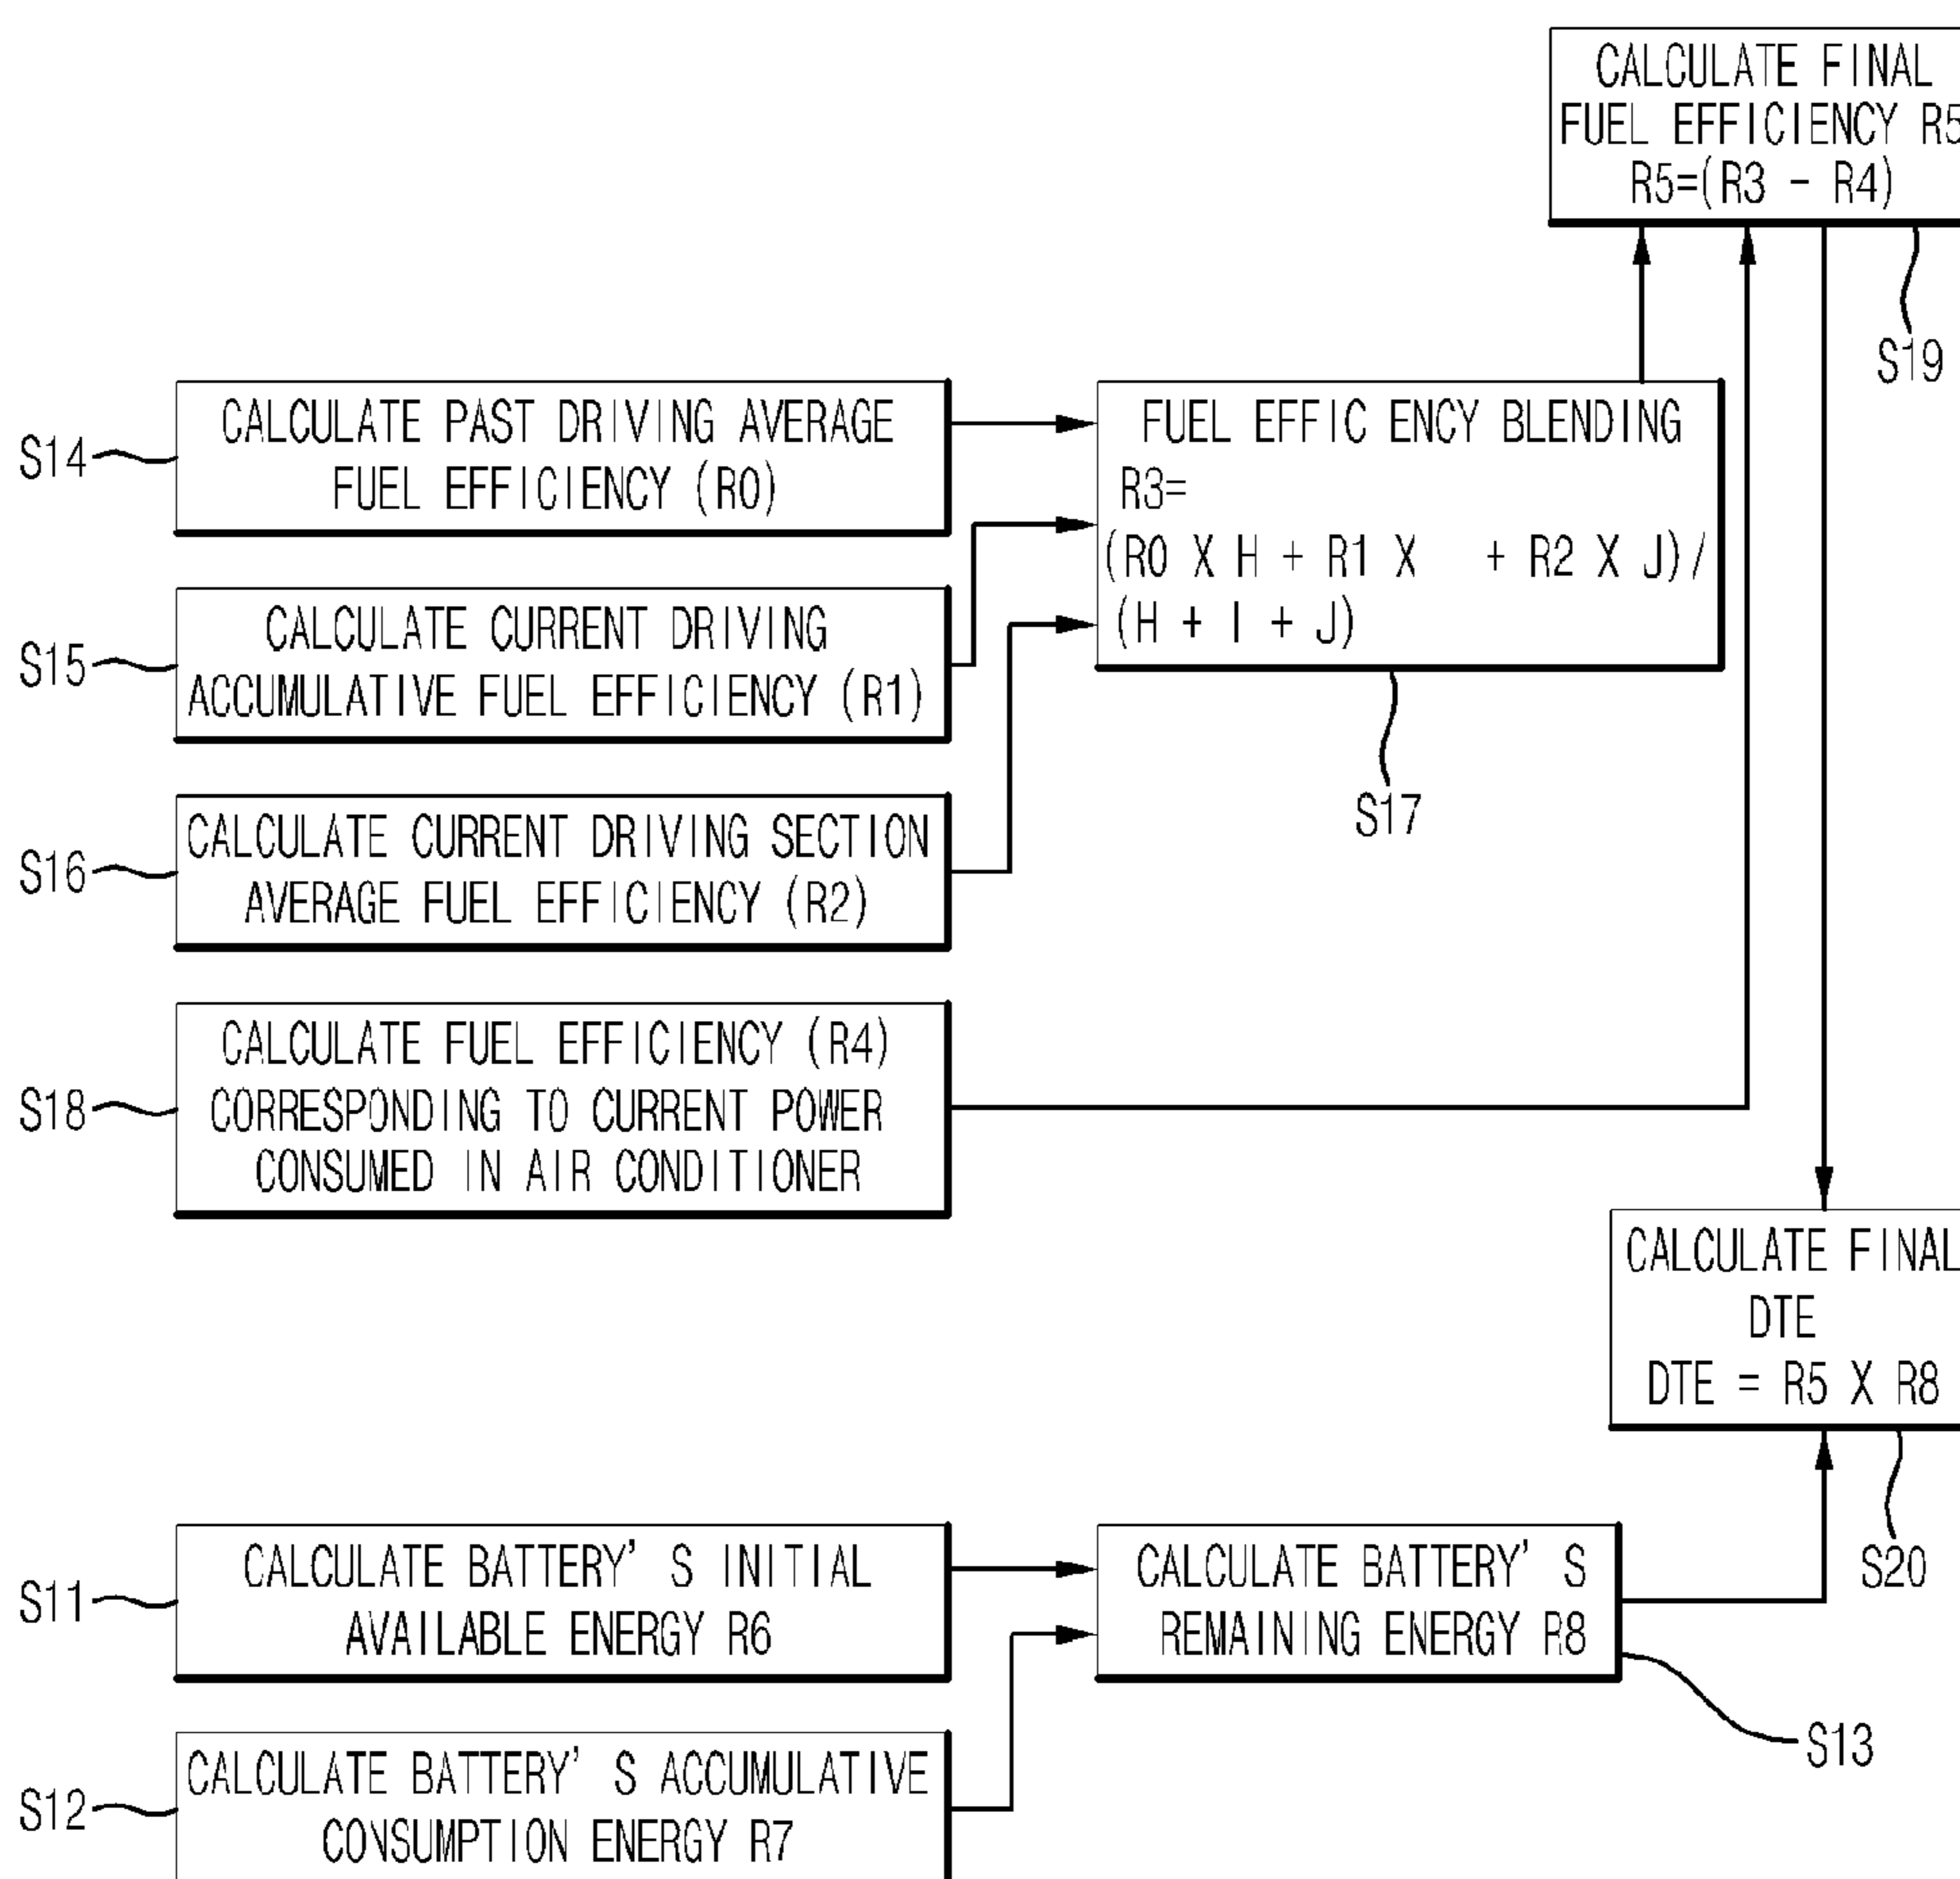 CALCULATE FINAL
FUEL EFFICIENCY R5
R5=(R3 - R4)
S19
S14
CALCULATE PAST DRIVING AVERAGE
FUEL EFFICIENCY (R0)
FUEL EFFIC ENCY BLENDING
R3=
(R0 X H + R1 X   + R2 X J)/
(H + I + J)
S17
S15
CALCULATE CURRENT DRIVING
ACCUMULATIVE FUEL EFFICIENCY (R1)
S16
CALCULATE CURRENT DRIVING SECTION
AVERAGE FUEL EFFICIENCY (R2)
S18
CALCULATE FUEL EFFICIENCY (R4)
CORRESPONDING TO CURRENT POWER
CONSUMED IN AIR CONDITIONER
CALCULATE FINAL
DTE
DTE = R5 X R8
S20
S11
CALCULATE BATTERY'S INITIAL
AVAILABLE ENERGY R6
CALCULATE BATTERY'S
REMAINING ENERGY R8
S13
S12
CALCULATE BATTERY'S ACCUMULATIVE
CONSUMPTION ENERGY R7